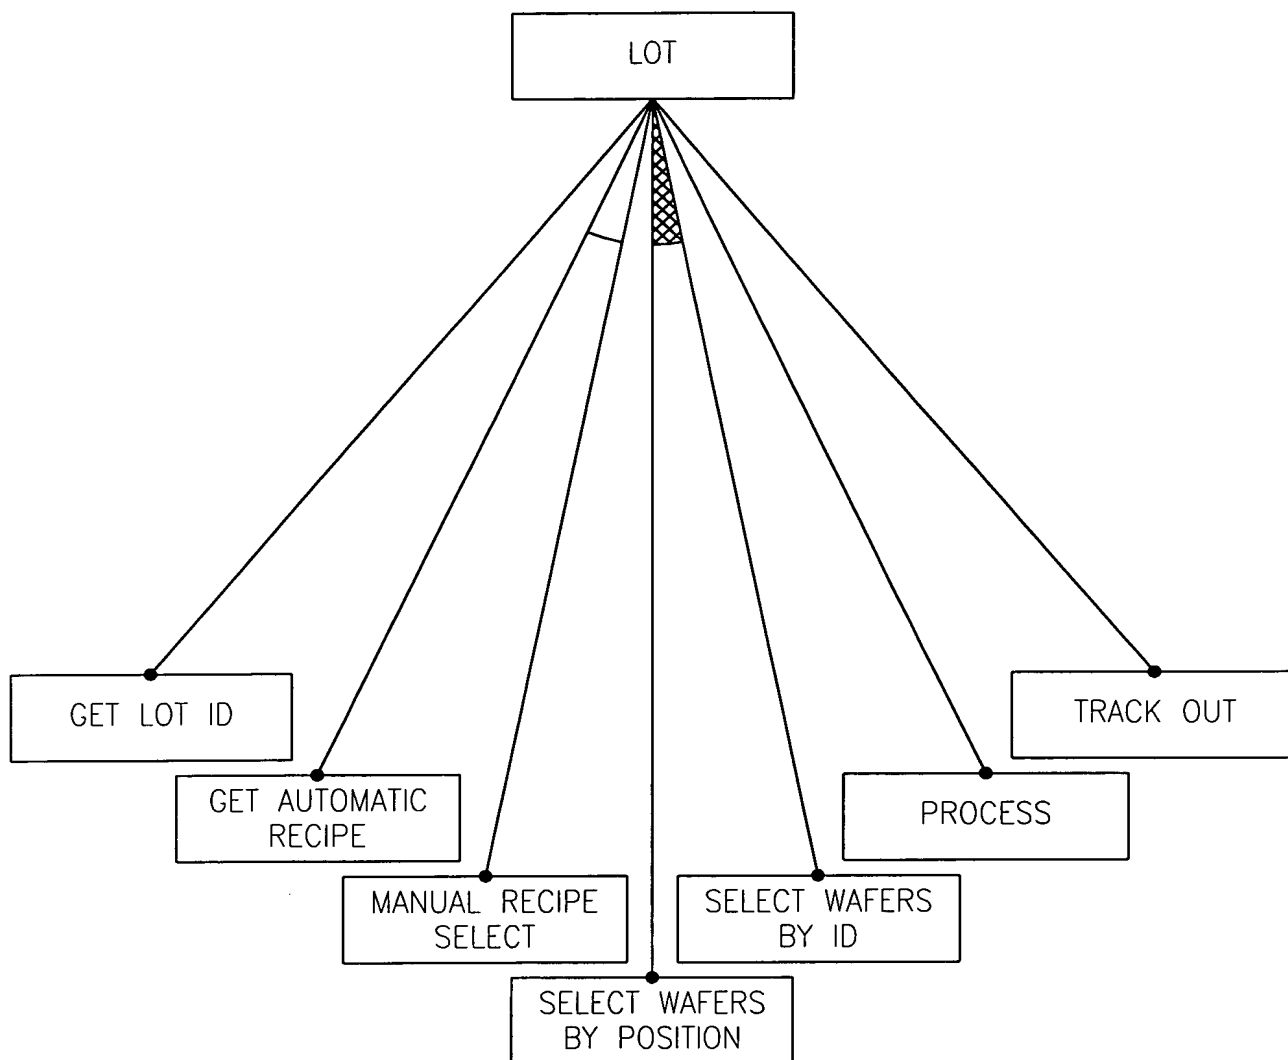 LOT
GET LOT ID
TRACK OUT
GET AUTOMATIC
RECIPE
PROCESS
MANUAL RECIPE
SELECT
SELECT WAFERS
BY ID
SELECT WAFERS
BY POSITION